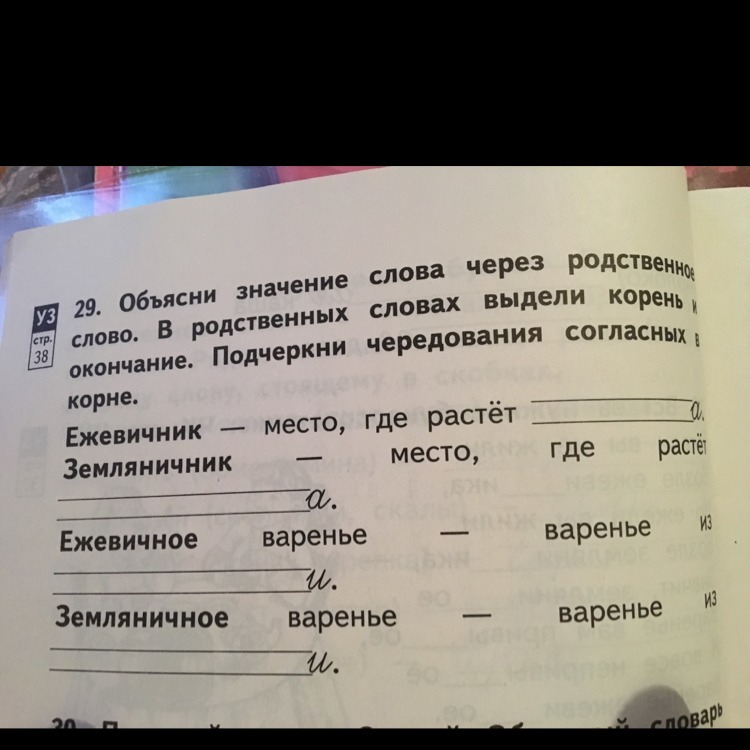 УЗ
стр.
38
29. Объясни значение слова через родственное
слово. В родственных словах выдели корень и
окончание. Подчеркни чередования согласных в
корне.
Ежевичник — место, где растёт а.
Земляничник — место, где растёт
а.
Ежевичное варенье — варенье из
и.
Земляничное варенье — варенье из
и.
словарь